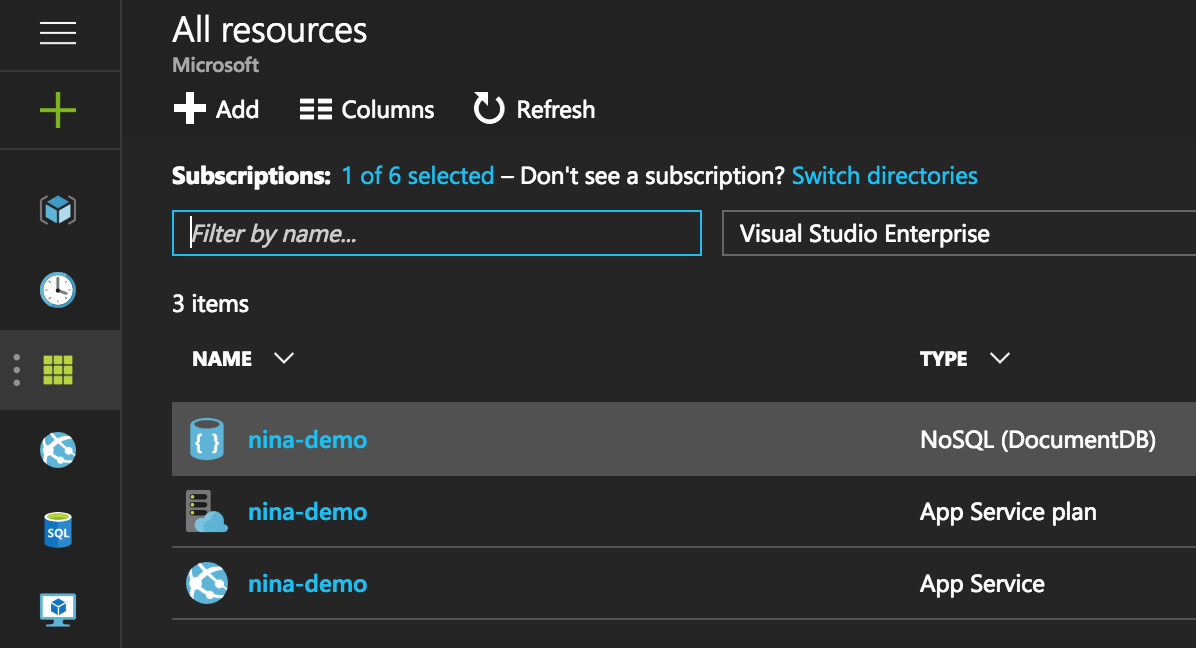 All resources
Microsoft
Add Columns Refresh
Subscriptions: 1 of 6 selected – Don't see a subscription? Switch directories
Filter by name... Visual Studio Enterprise
3 items
NAME TYPE
nina-demo NoSQL (DocumentDB)
nina-demo App Service plan
SQL
nina-demo App Service